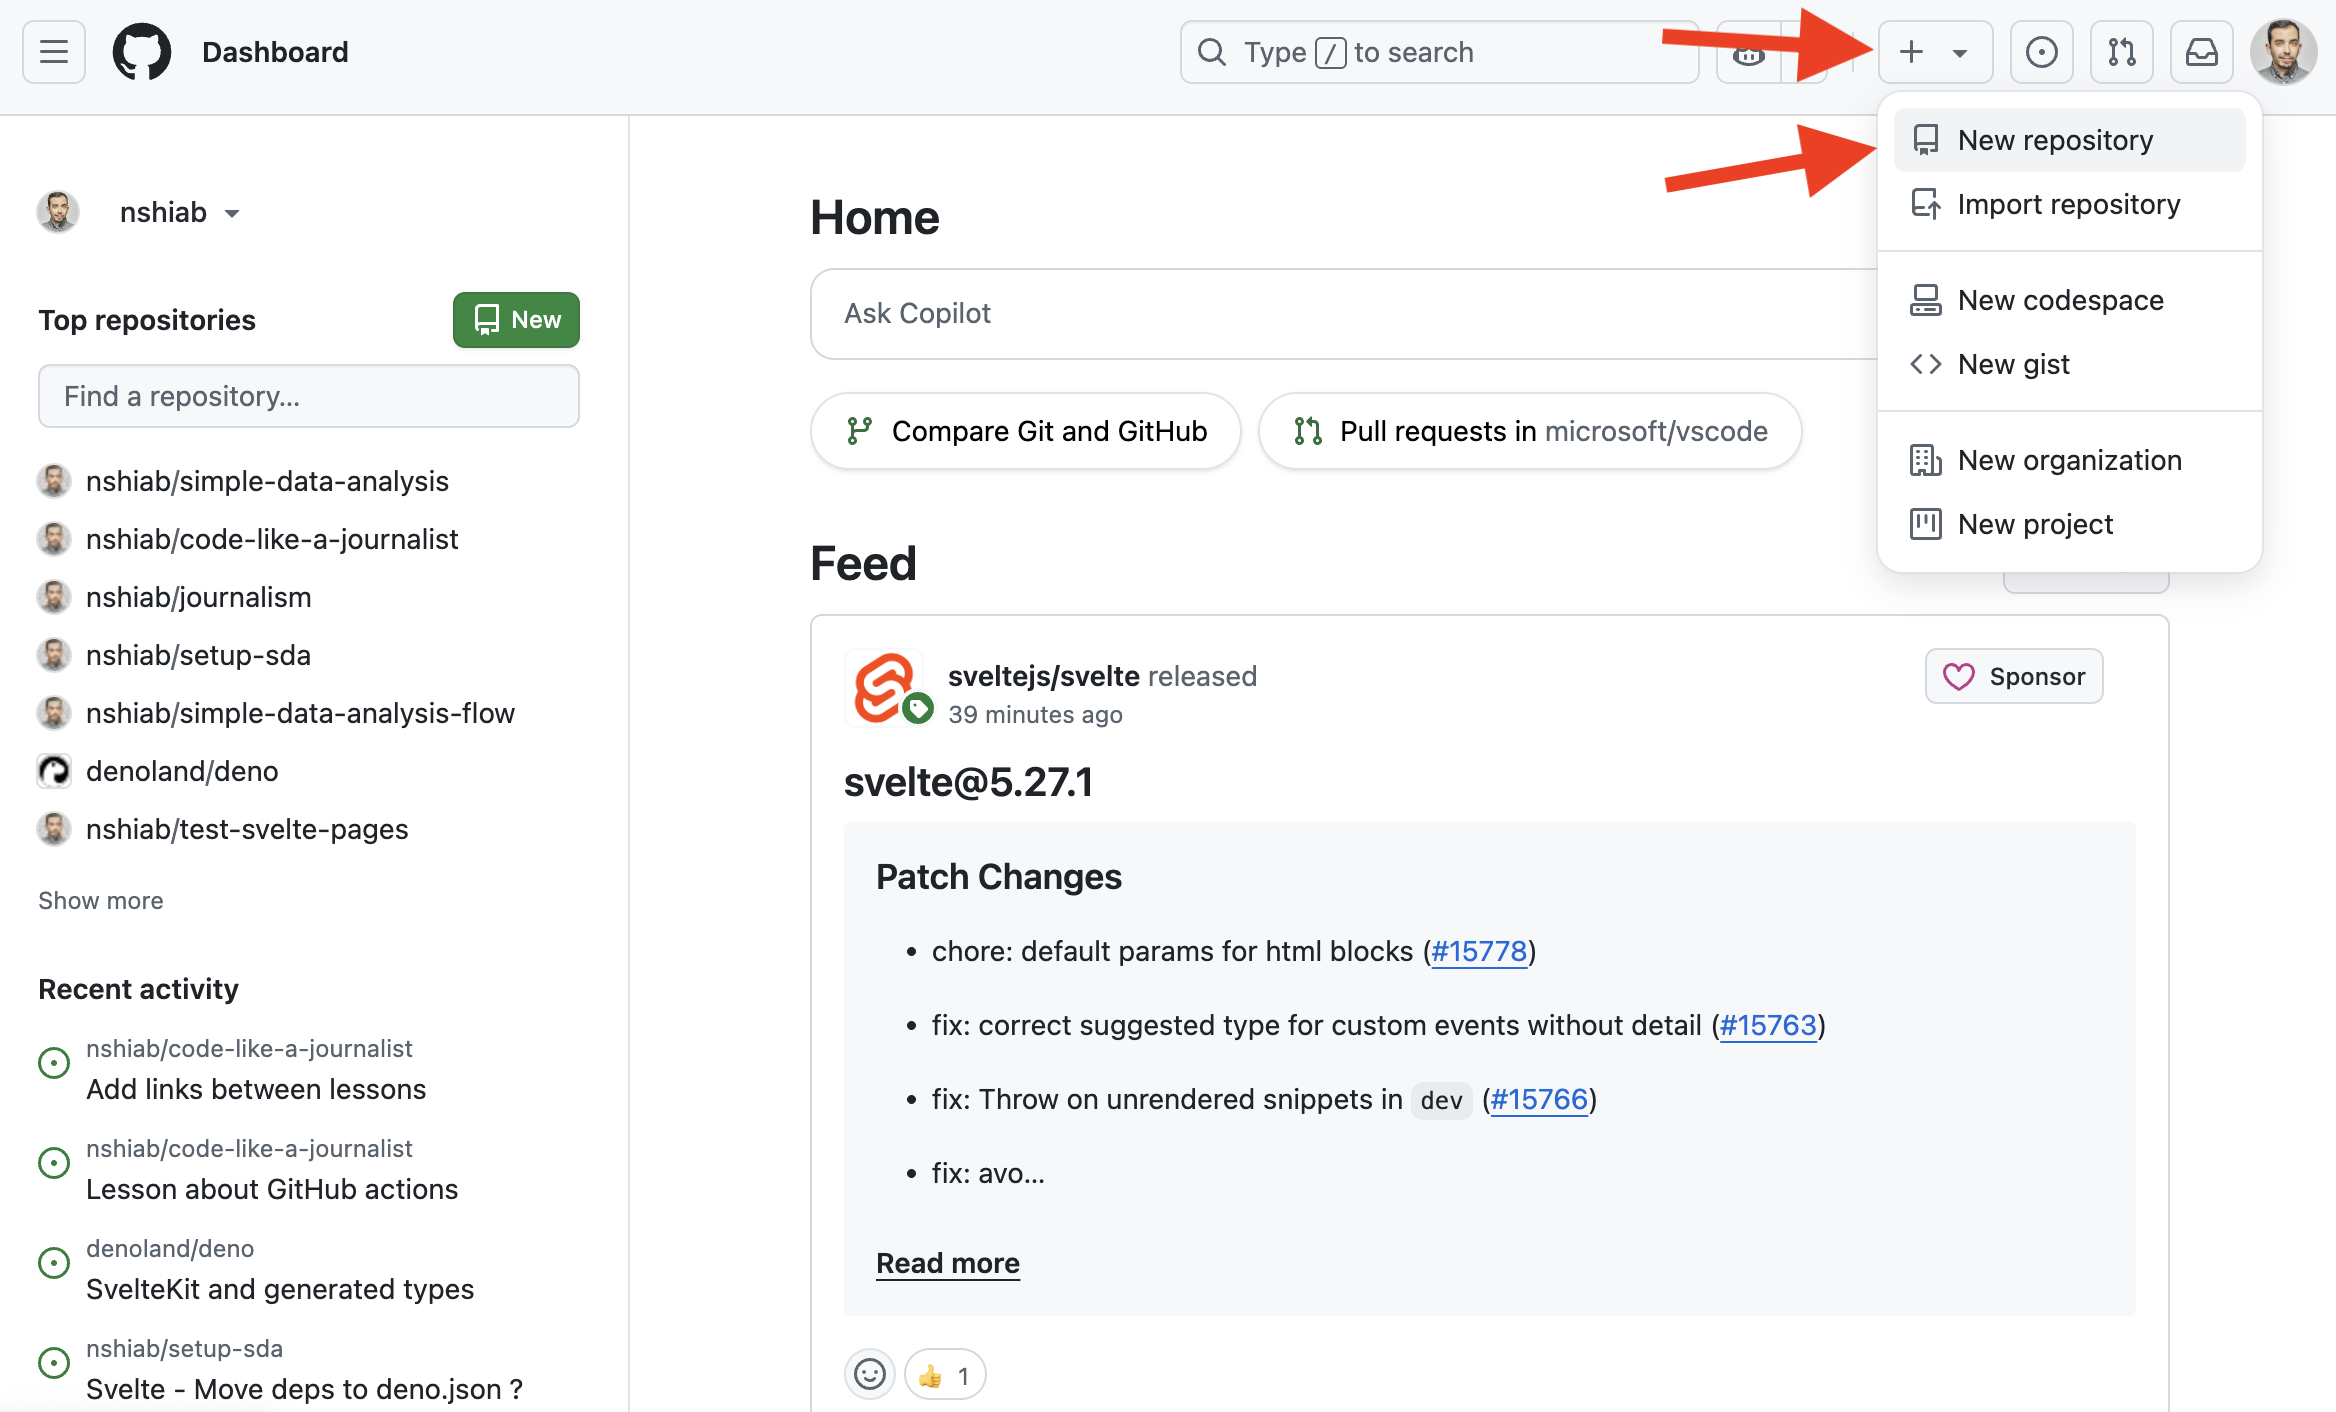 Dashboard
Type / to search
New repository
Import repository
New codespace
New gist
New organization
New project
nshiab
Top repositories
New
Find a repository...
nshiab/simple-data-analysis
nshiab/code-like-a-journalist
nshiab/journalism
nshiab/setup-sda
nshiab/simple-data-analysis-flow
denoland/deno
nshiab/test-svelte-pages
Show more
Recent activity
nshiab/code-like-a-journalist
Add links between lessons
nshiab/code-like-a-journalist
Lesson about GitHub actions
denoland/deno
SvelteKit and generated types
nshiab/setup-sda
Svelte - Move deps to deno.json ?
Home
Ask Copilot
Compare Git and GitHub
Pull requests in microsoft/vscode
Feed
sveltejs/svelte released
39 minutes ago
Sponsor
svelte@5.27.1
Patch Changes
• chore: default params for html blocks (#15778)
• fix: correct suggested type for custom events without detail (#15763)
• fix: Throw on unrendered snippets in dev (#15766)
• fix: avo...
Read more
👍 1